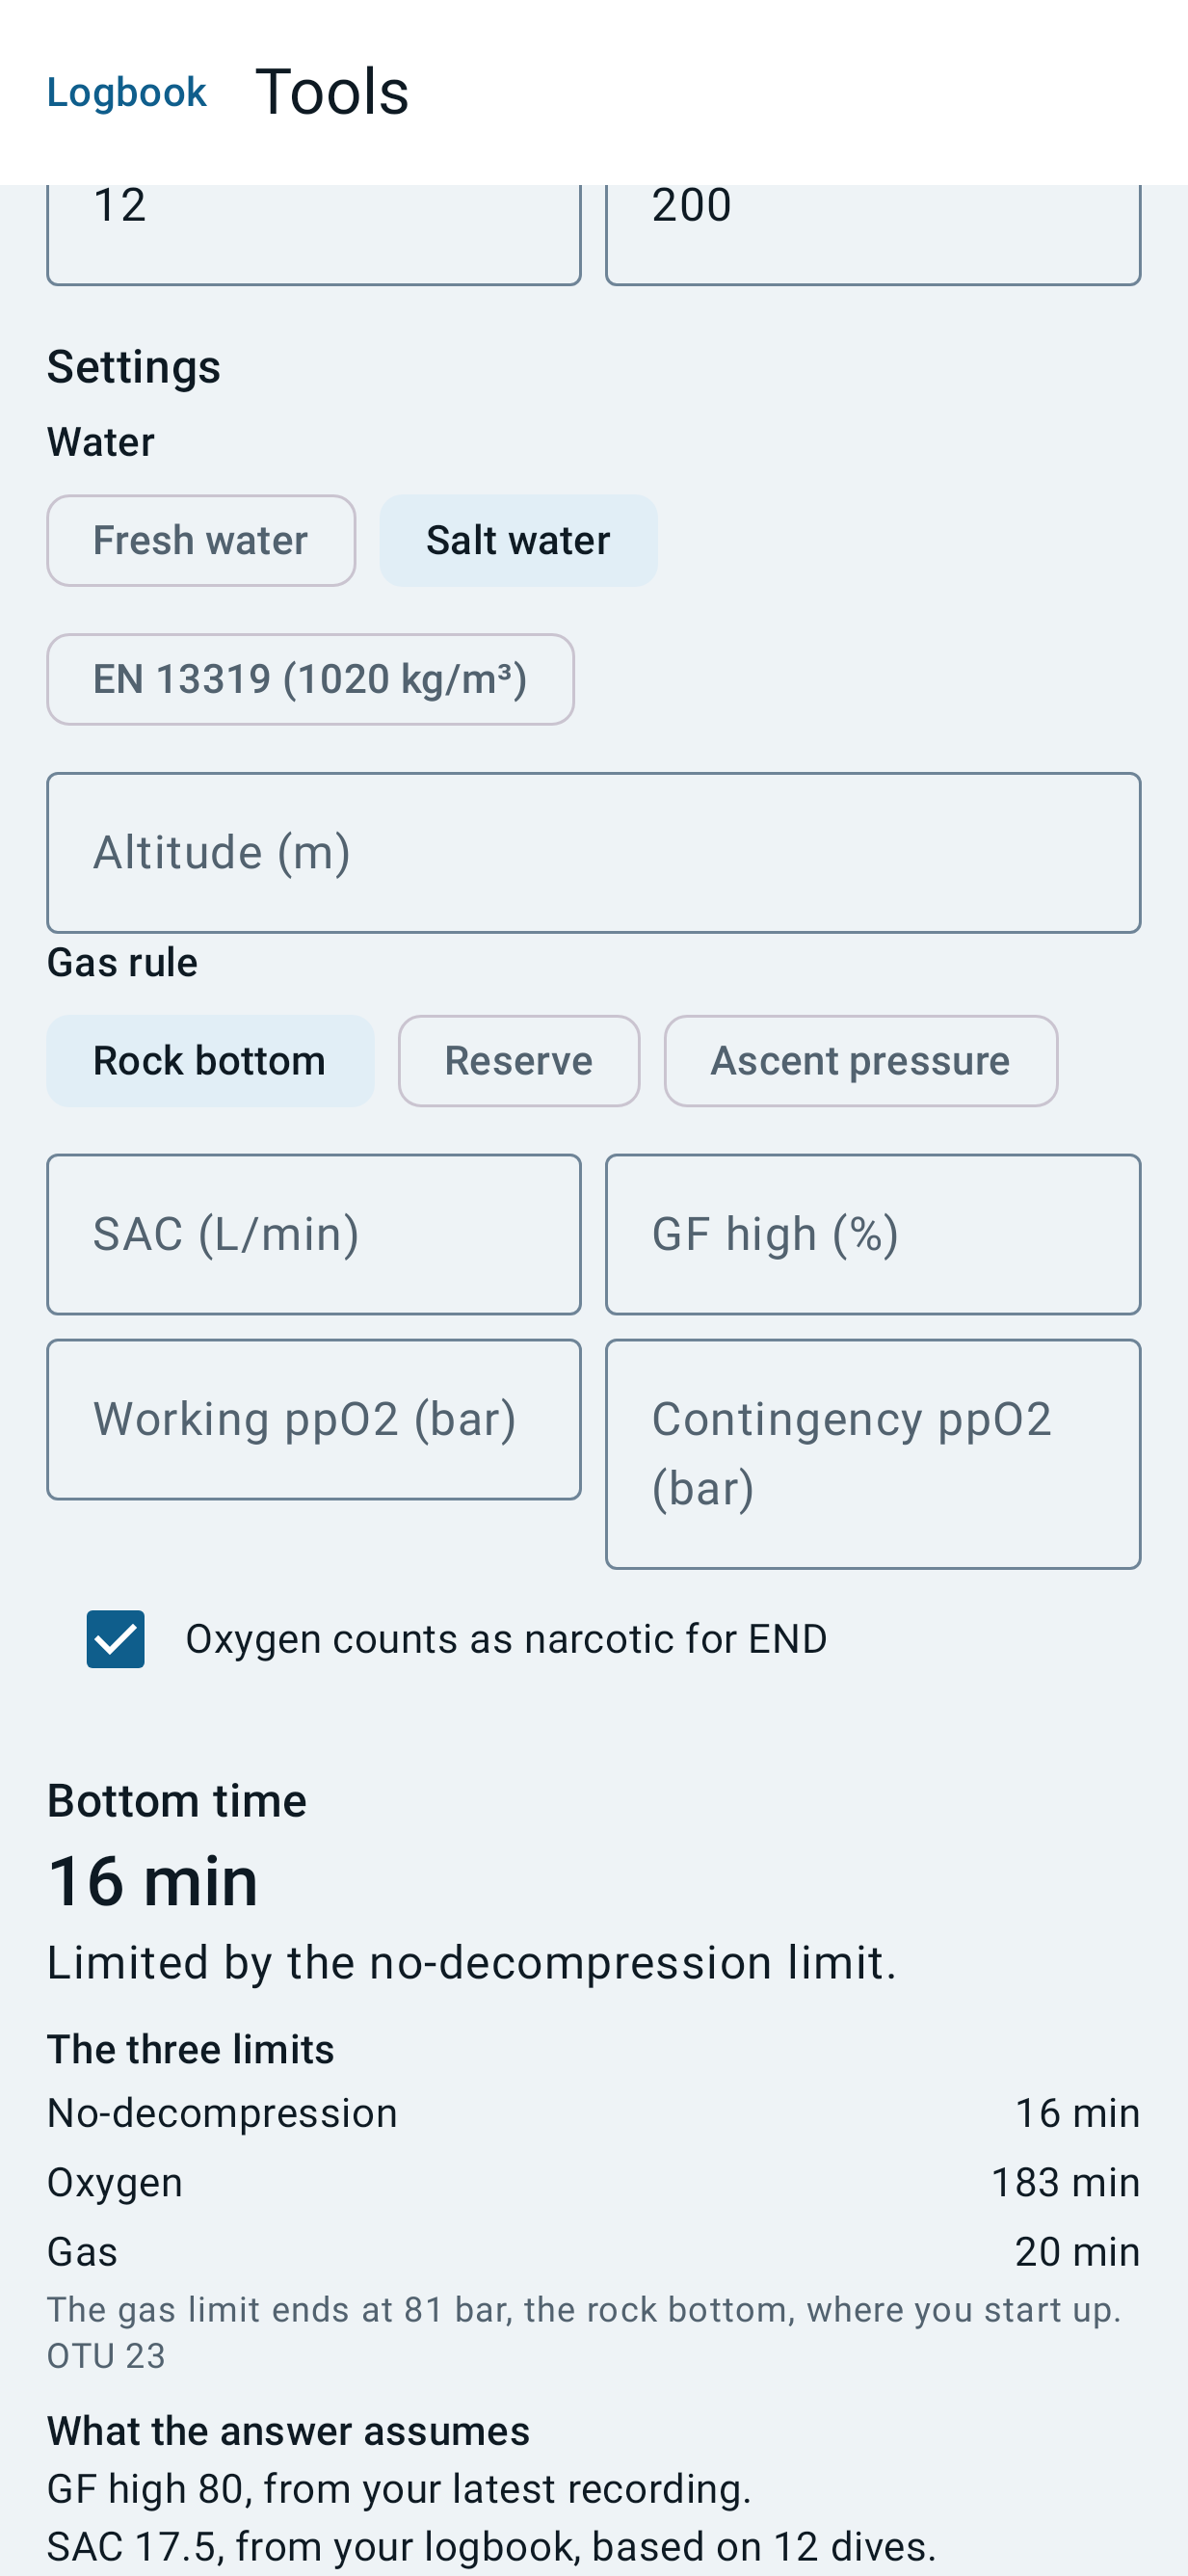 Logbook Tools
12 200
Settings
Water
Fresh water Salt water
EN 13319 (1020 kg/m³)
Altitude (m)
Gas rule
Rock bottom Reserve Ascent pressure
SAC (L/min) GF high (%)
Working ppO2 (bar) Contingency ppO2
(bar)
Oxygen counts as narcotic for END
Bottom time
16 min
Limited by the no-decompression limit.
The three limits
No-decompression 16 min
Oxygen 183 min
Gas 20 min
The gas limit ends at 81 bar, the rock bottom, where you start up.
OTU 23
What the answer assumes
GF high 80, from your latest recording.
SAC 17.5, from your logbook, based on 12 dives.